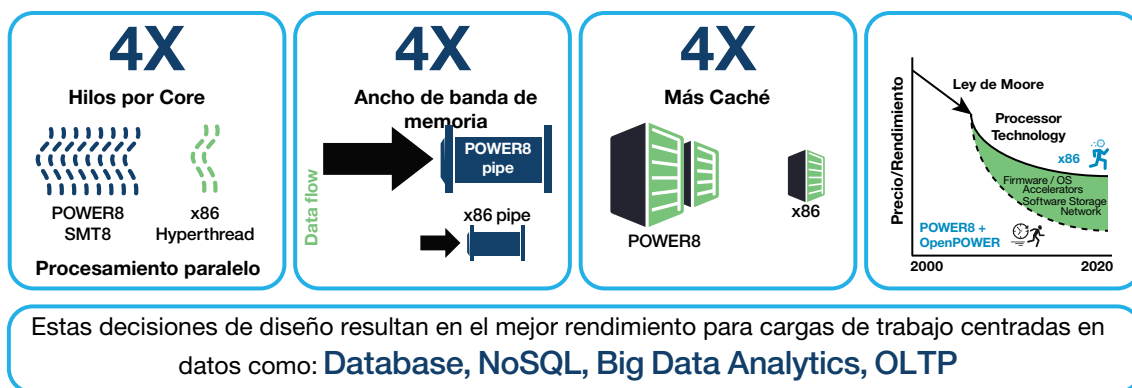 4X
Hilos por Core
POWER8
SMT8
x86
Hyperthread
Procesamiento paralelo
4X
Ancho de banda de
memoria
Data flow
POWER8
pipe
x86 pipe
4X
Más Caché
POWER8
x86
Precio/Rendimiento
Ley de Moore
Processor
Technology
x86
Firmware / OS
Accelerators
Software Storage
Network
POWER8 +
OpenPOWER
2000
2020
Estas decisiones de diseño resultan en el mejor rendimiento para cargas de trabajo centradas en
datos como: Database, NoSQL, Big Data Analytics, OLTP